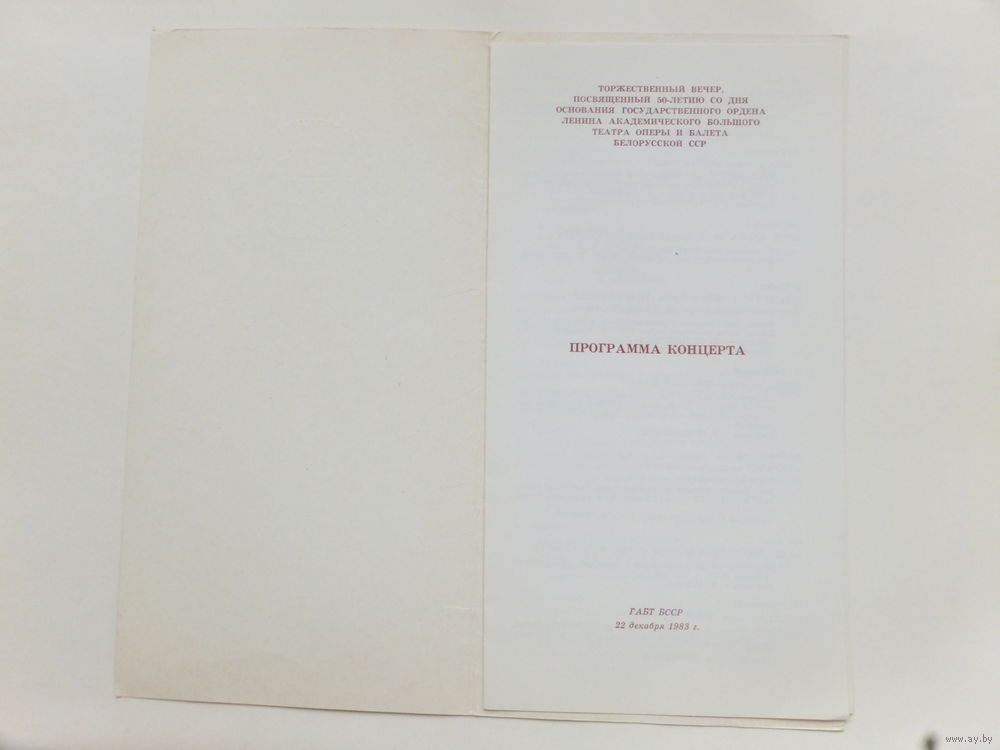 ТОРЖЕСТВЕННЫЙ ВЕЧЕР,
ПОСВЯЩЕННЫЙ 50-ЛЕТИЮ СО ДНЯ
ОСНОВАНИЯ ГОСУДАРСТВЕННОГО ОРДЕНА
ЛЕНИНА АКАДЕМИЧЕСКОГО БОЛЬШОГО
ТЕАТРА ОПЕРЫ И БАЛЕТА
БЕЛОРУССКОЙ ССР
ПРОГРАММА КОНЦЕРТА
ГАБТ БССР
22 декабря 1983 г.
www.ay.by